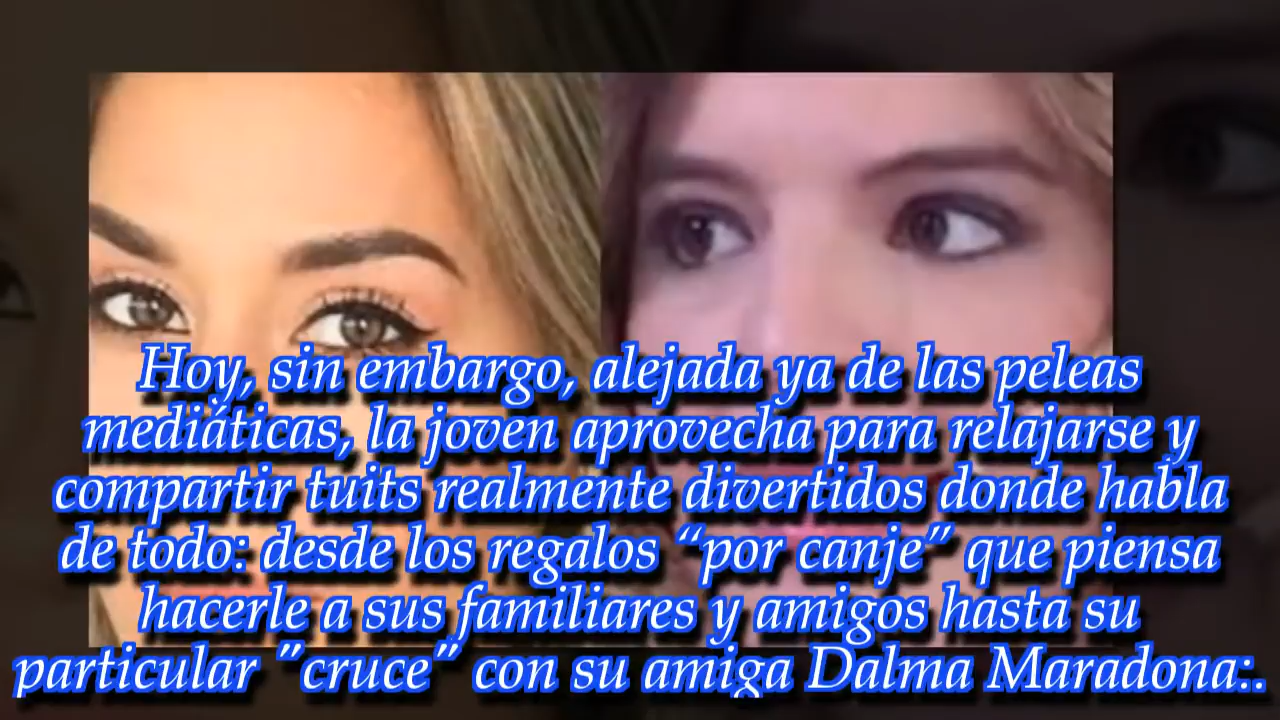 Hoy, sin embargo, alejada ya de las peleas
mediáticas, la joven aprovecha para relajarse y
compartir tuits realmente divertidos donde habla
de todo: desde los regalos “por canje” que piensa
hacerle a sus familiares y amigos hasta su
particular "cruce" con su amiga Dalma Maradona:.